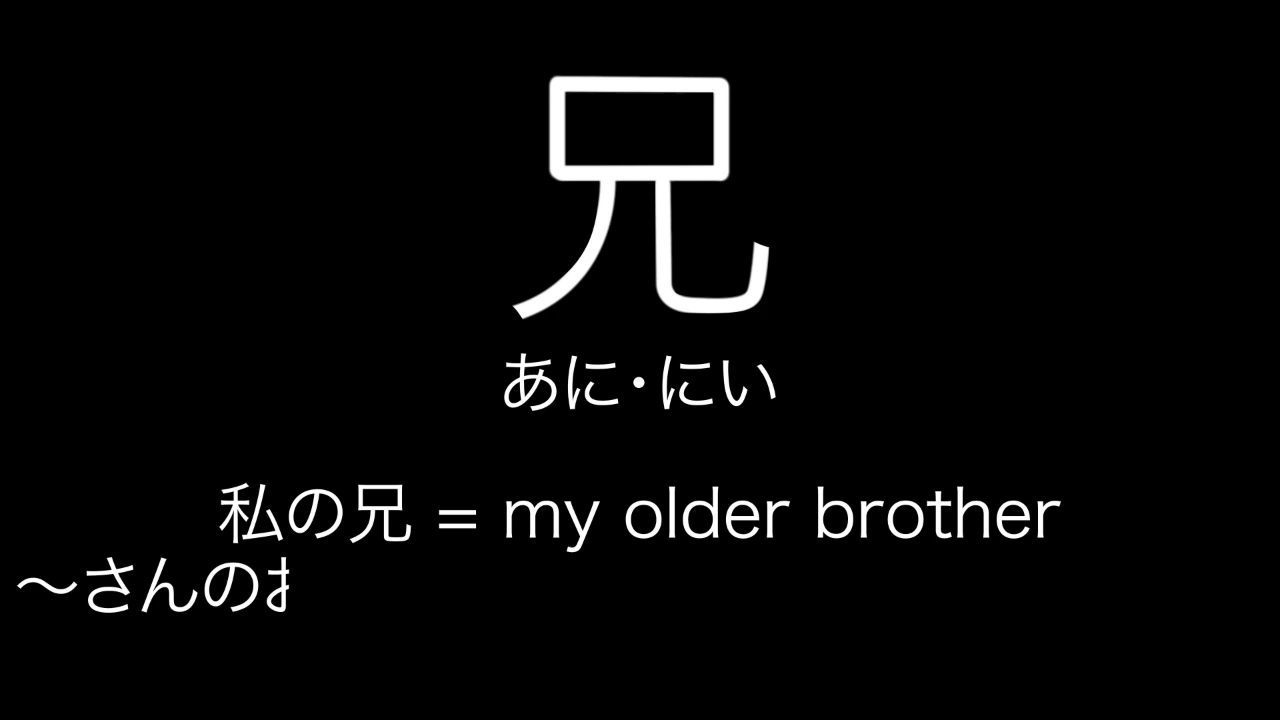 兄
あに・にい
私の兄 = my older brother
〜さんの